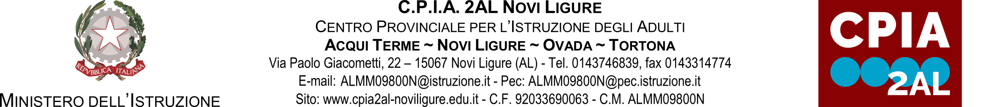 REPVBBLICA ITALIANA
MINISTERO DELL'ISTRUZIONE
C.P.I.A. 2AL NOVI LIGURE
CENTRO PROVINCIALE PER L'ISTRUZIONE DEGLI ADULTI
ACQUI TERME ~ NOVI LIGURE ~ OVADA ~ TORTONA
Via Paolo Giacometti, 22 – 15067 Novi Ligure (AL) - Tel. 0143746839, fax 0143314774
E-mail: ALMM09800N@istruzione.it - Pec: ALMM09800N@pec.istruzione.it
Sito: www.cpia2al-noviligure.edu.it - C.F. 92033690063 - C.M. ALMM09800N
CPIA
2AL